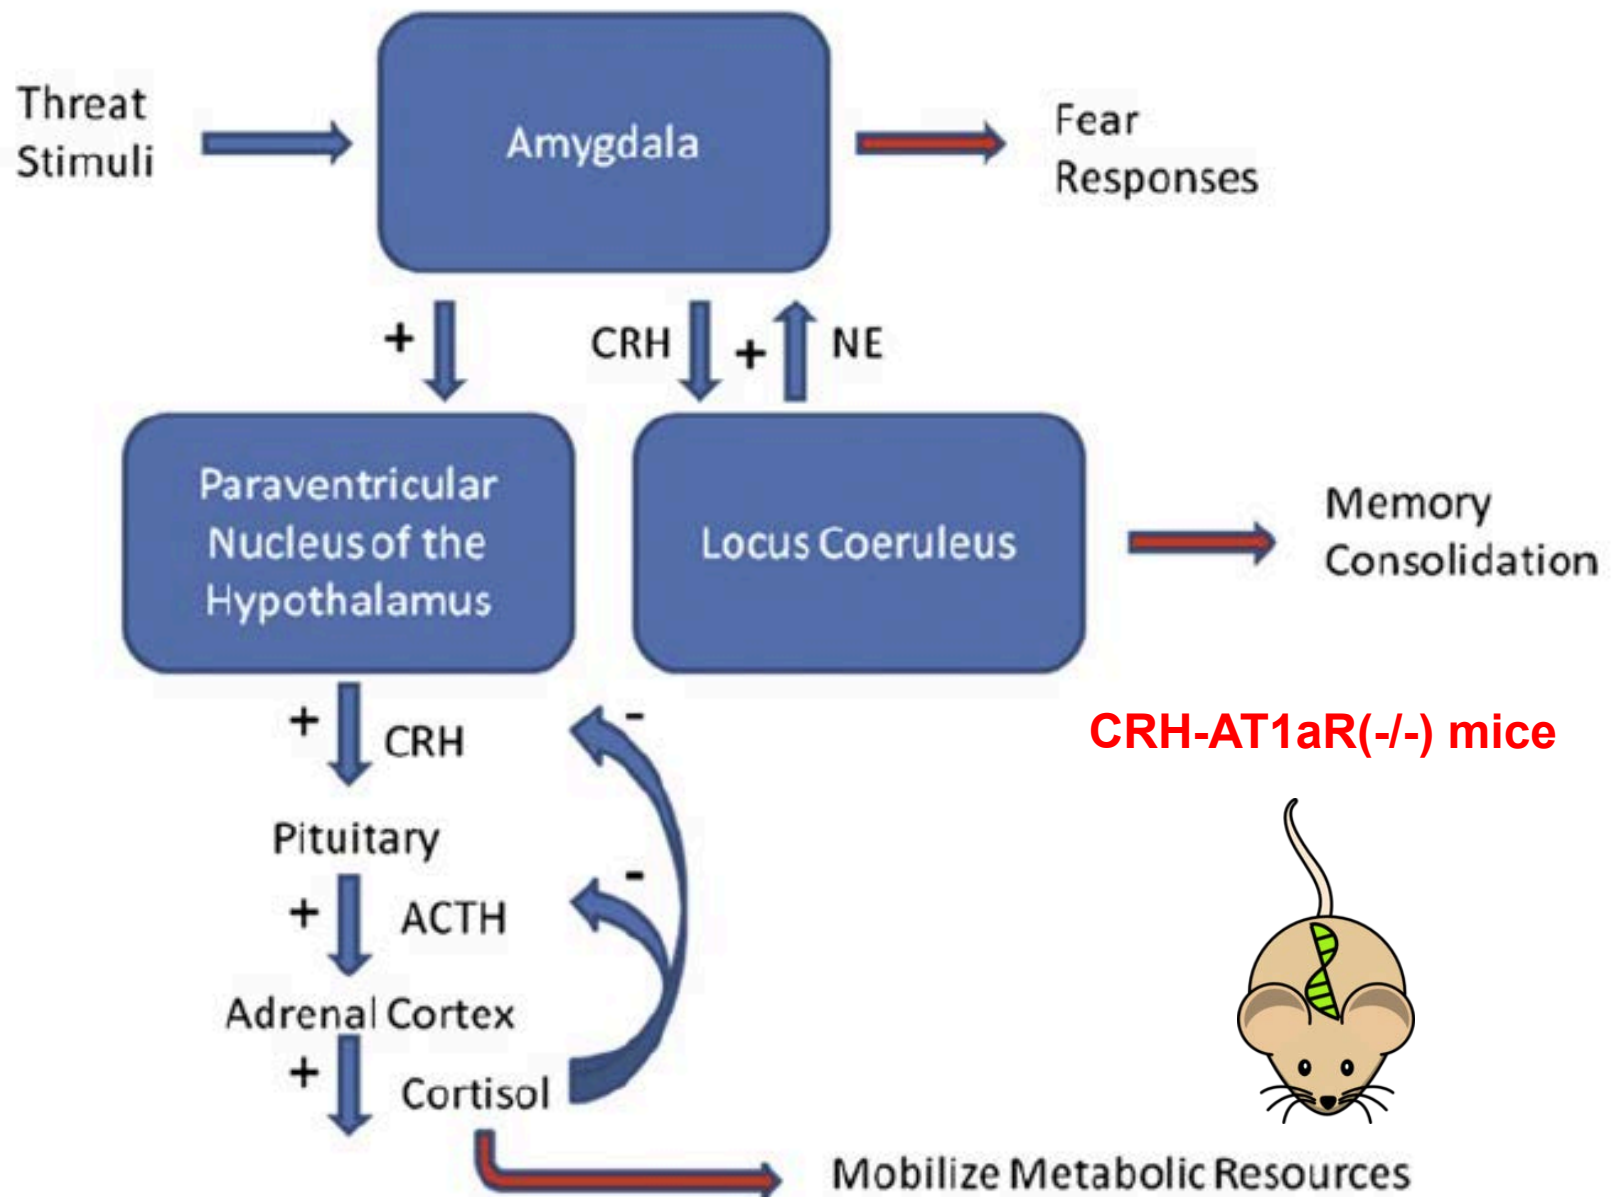 Threat
Stimuli
Amygdala
Fear
Responses
+
CRH
+
NE
Paraventricular
Nucleus of the
Hypothalamus
Locus Coeruleus
Memory
Consolidation
+
CRH
-
CRH-AT1aR(-/-) mice
Pituitary
+
ACTH
-
Adrenal Cortex
+
Cortisol
Mobilize Metabolic Resources